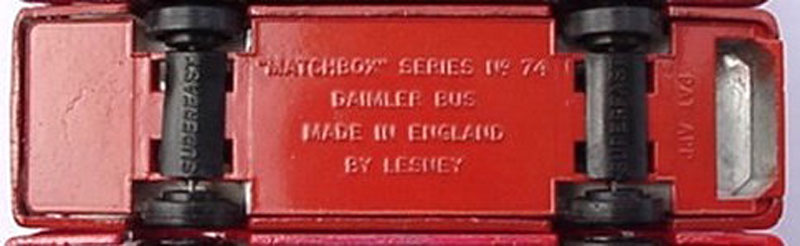 "MATCHBOX" SERIES Nº 74
DAIMLER BUS
MADE IN ENGLAND
BY LESNEY
SUPERFAST
SUPERFAST